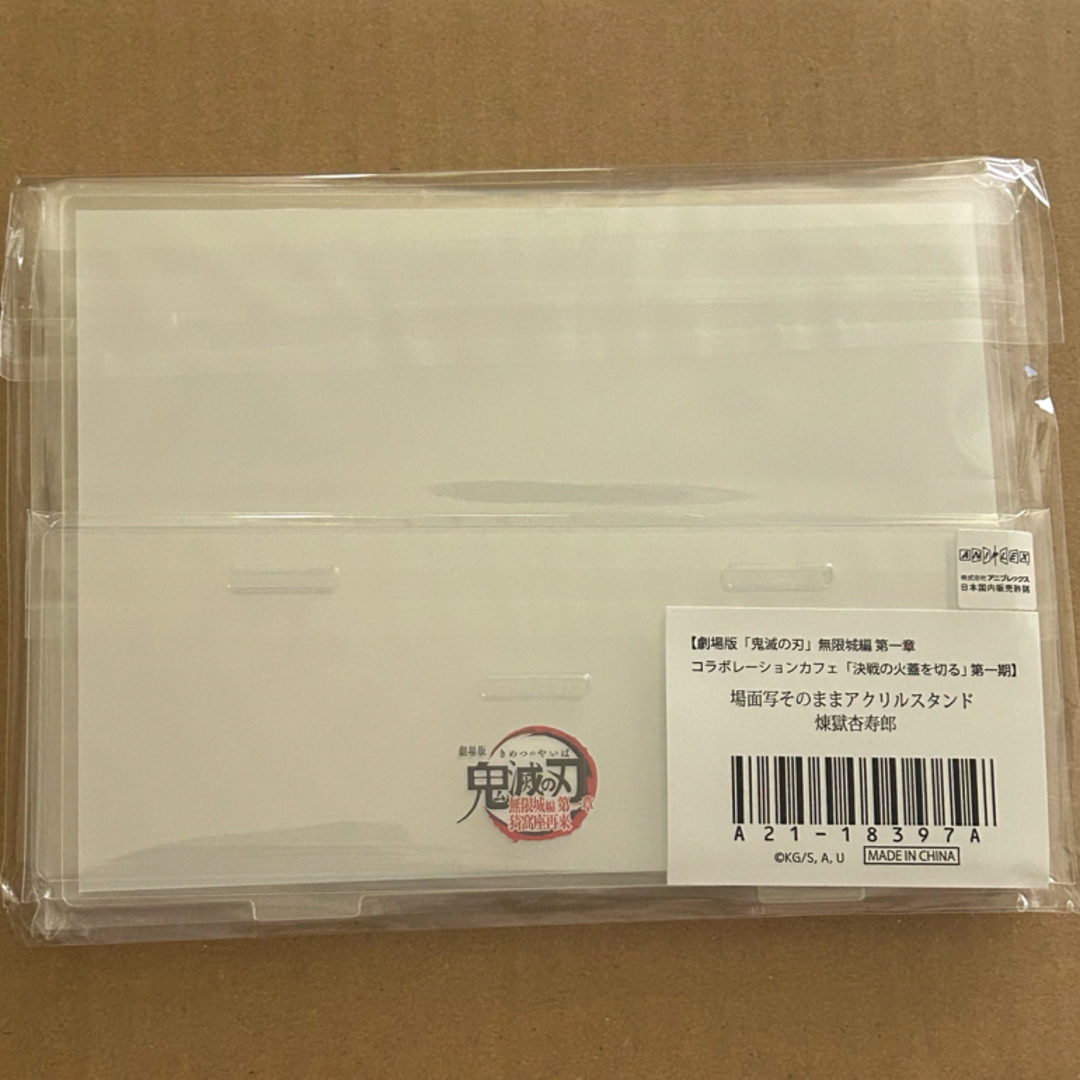 ANIPLEX
株式会社アニプレックス
日本国内販売許諾
【劇場版「鬼滅の刃」無限城編 第一章
コラボレーションカフェ「決戦の火蓋を切る」第一期】
場面写そのままアクリルスタンド
煉獄杏寿郎
A21-18397A
©KG/S, A, U
MADE IN CHINA
劇場版
きめつのやいば
鬼滅の刃
無限城編 第一章
猗窩座再来